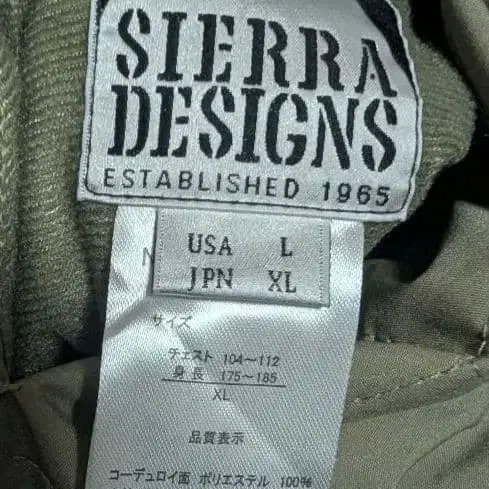 SIERRA
DESIGNS
ESTABLISHED 1965
USA L
JPN XL
サイズ
チェスト 104～112
身長 175～185
XL
品質表示
コーデュロイ面 ポリエステル 100%